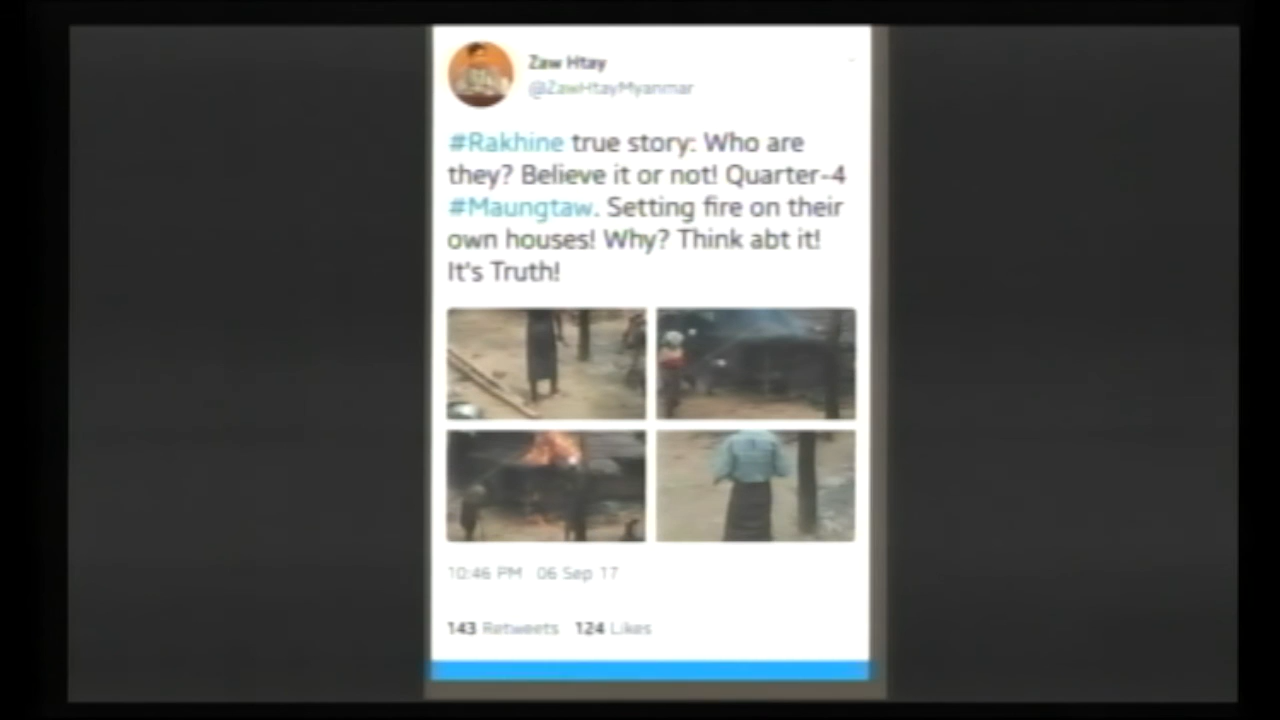 Zaw Htay
@ZawHtayMyanmar
#Rakhine true story: Who are
they? Believe it or not! Quarter-4
#Maungtaw. Setting fire on their
own houses! Why? Think abt it!
It's Truth!
10:46 PM 06 Sep 17
143 Retweets 124 Likes